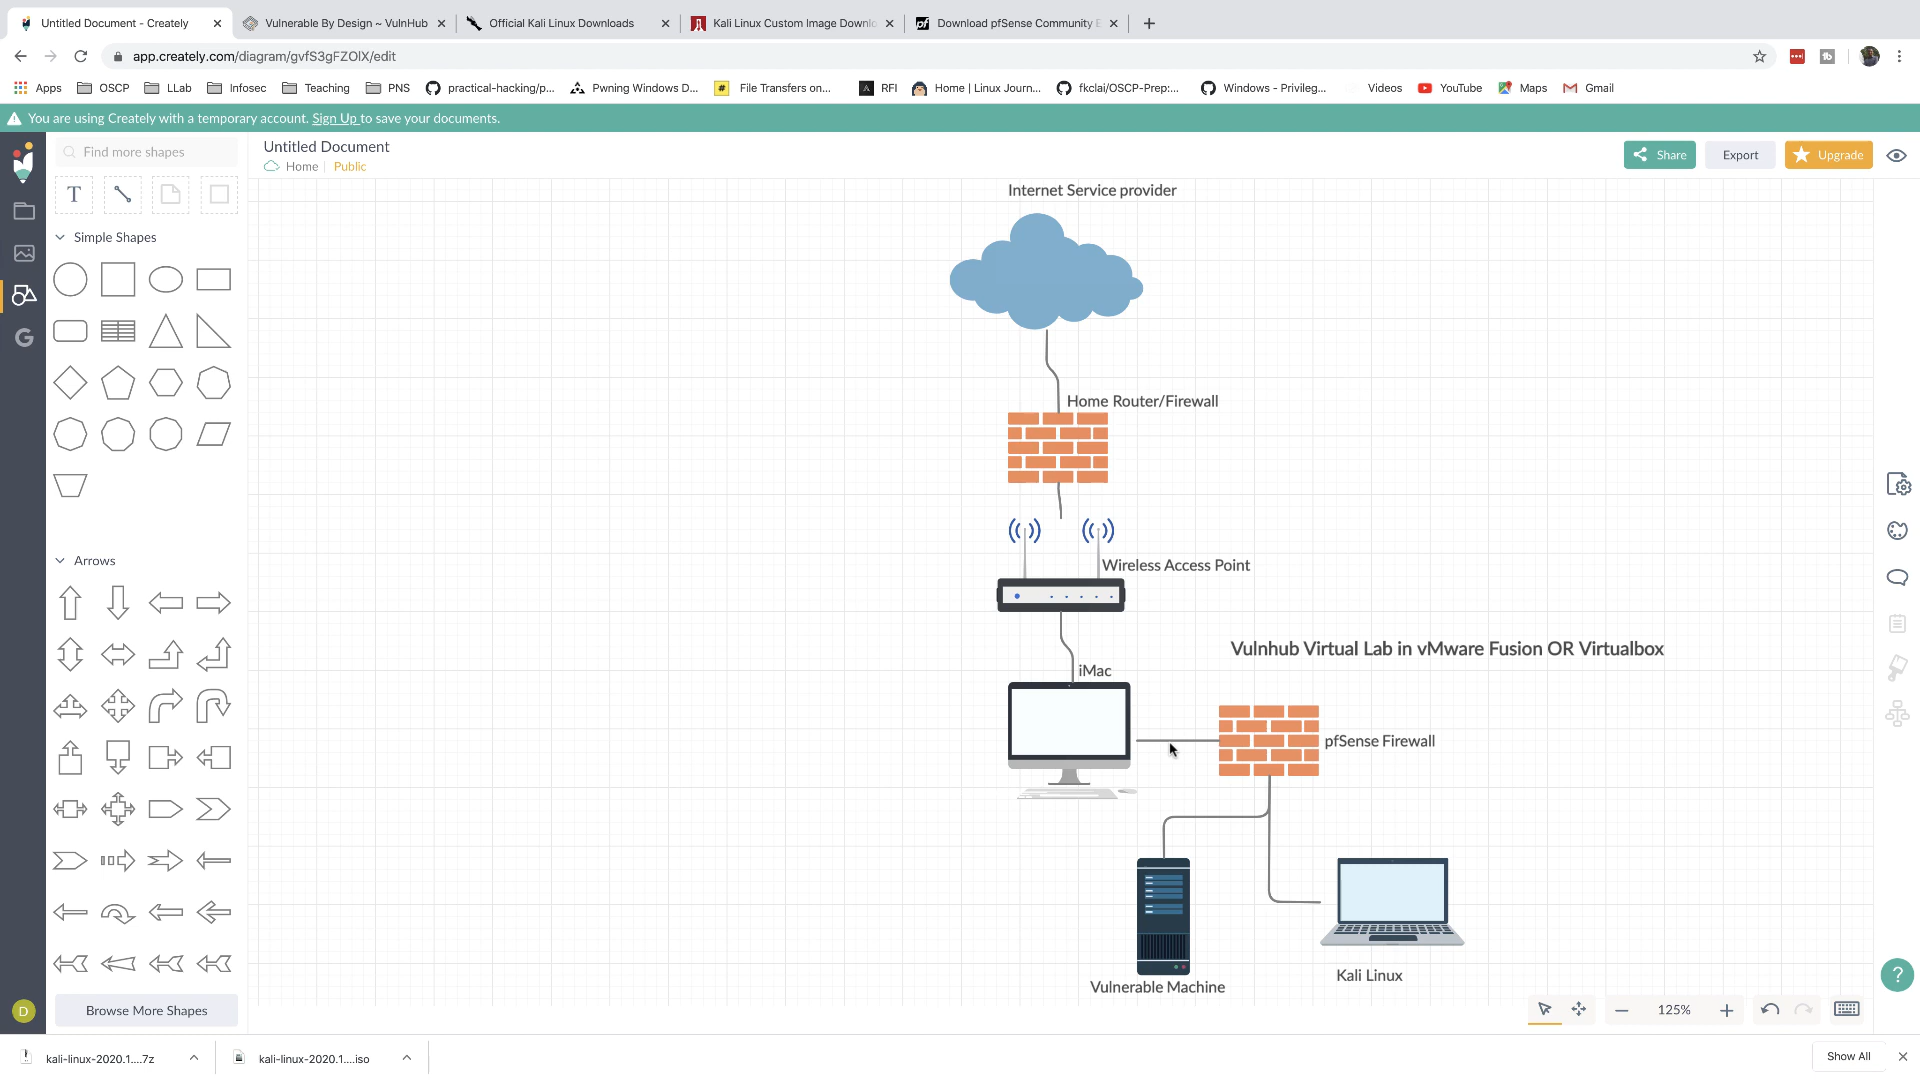 Untitled Document - Creately
Vulnerable By Design ~ VulnHub
Official Kali Linux Downloads
Kali Linux Custom Image Downlo
Download pfSense Community E
app.creately.com/diagram/gvfS3gFZOlX/edit
Apps
OSCP
LLab
Infosec
Teaching
PNS
practical-hacking/p...
Pwning Windows D...
File Transfers on...
RFI
Home | Linux Journ...
fkclai/OSCP-Prep:...
Windows - Privileg...
Videos
YouTube
Maps
Gmail
You are using Creately with a temporary account. Sign Up to save your documents.
Find more shapes
Untitled Document
Home
Public
Share
Export
Upgrade
T
Simple Shapes
Arrows
Browse More Shapes
D
Internet Service provider
Home Router/Firewall
Wireless Access Point
Vulnhub Virtual Lab in vMware Fusion OR Virtualbox
iMac
pfSense Firewall
Kali Linux
Vulnerable Machine
125%
?
kali-linux-2020.1....7z
kali-linux-2020.1....iso
Show All